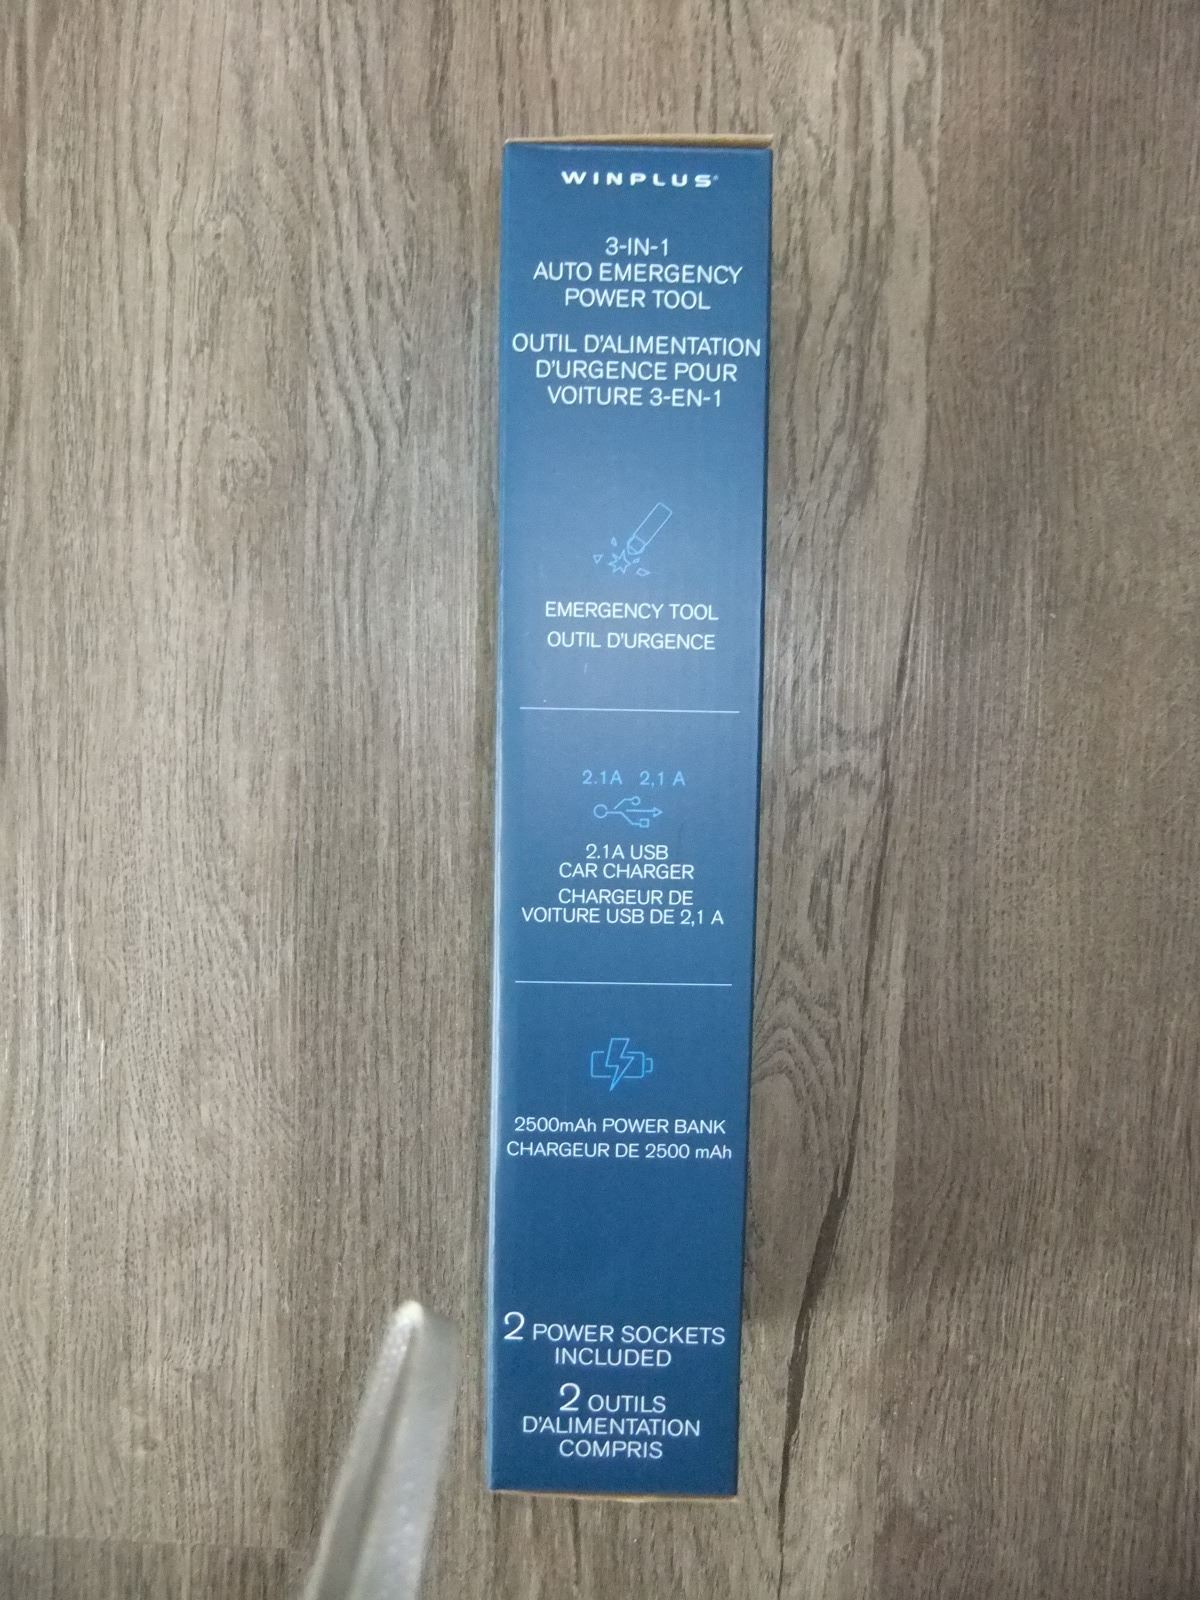 WINPLUS®
3-IN-1
AUTO EMERGENCY
POWER TOOL
OUTIL D'ALIMENTATION
D'URGENCE POUR
VOITURE 3-EN-1
EMERGENCY TOOL
OUTIL D'URGENCE
2.1A 2,1 A
2.1A USB
CAR CHARGER
CHARGEUR DE
VOITURE USB DE 2,1 A
2500mAh POWER BANK
CHARGEUR DE 2500 mAh
2 POWER SOCKETS
INCLUDED
2 OUTILS
D'ALIMENTATION
COMPRIS